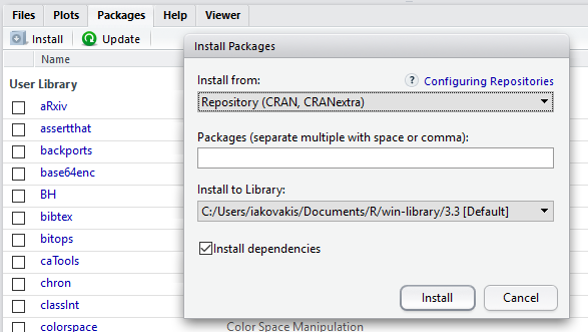 Files Plots Packages Help Viewer
Install Update
Name
User Library
aRxiv
assertthat
backports
base64enc
BH
bibtex
bitops
caTools
chron
classInt
colorspace Color Space Manipulation
Install Packages
Install from: ? Configuring Repositories
Repository (CRAN, CRANextra)
Packages (separate multiple with space or comma):
Install to Library:
C:/Users/iakovakis/Documents/R/win-library/3.3 [Default]
Install dependencies
Install Cancel